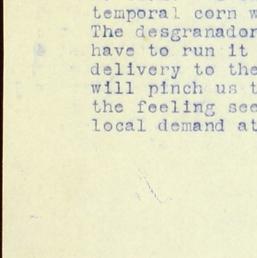 temporal corn w
The desgranador
have to run it
delivery to the
will pinch us t
the feeling see
local demand at